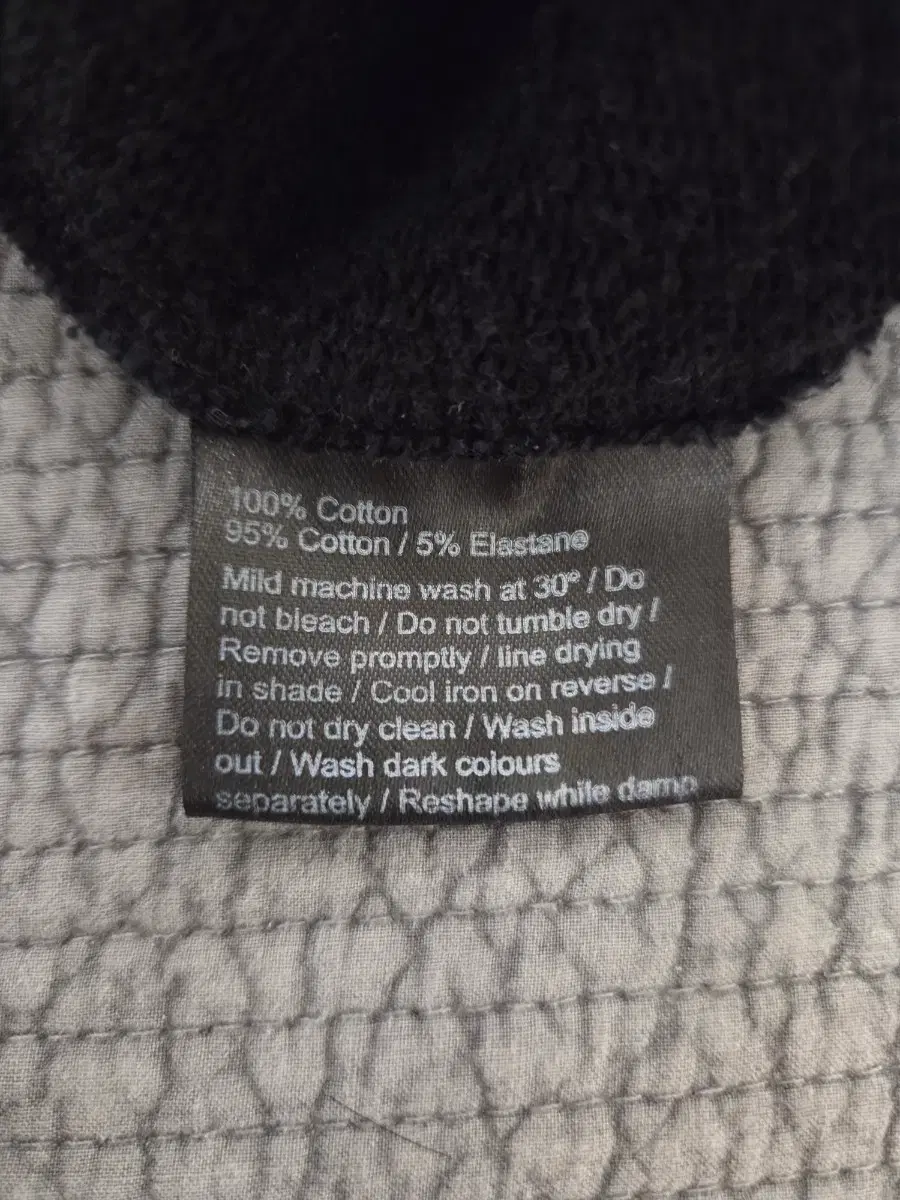 100% Cotton
95% Cotton / 5% Elastane
Mild machine wash at 30° / Do
not bleach / Do not tumble dry /
Remove promptly / line drying
in shade / Cool iron on reverse /
Do not dry clean / Wash inside
out / Wash dark colours
separately / Reshape while damp